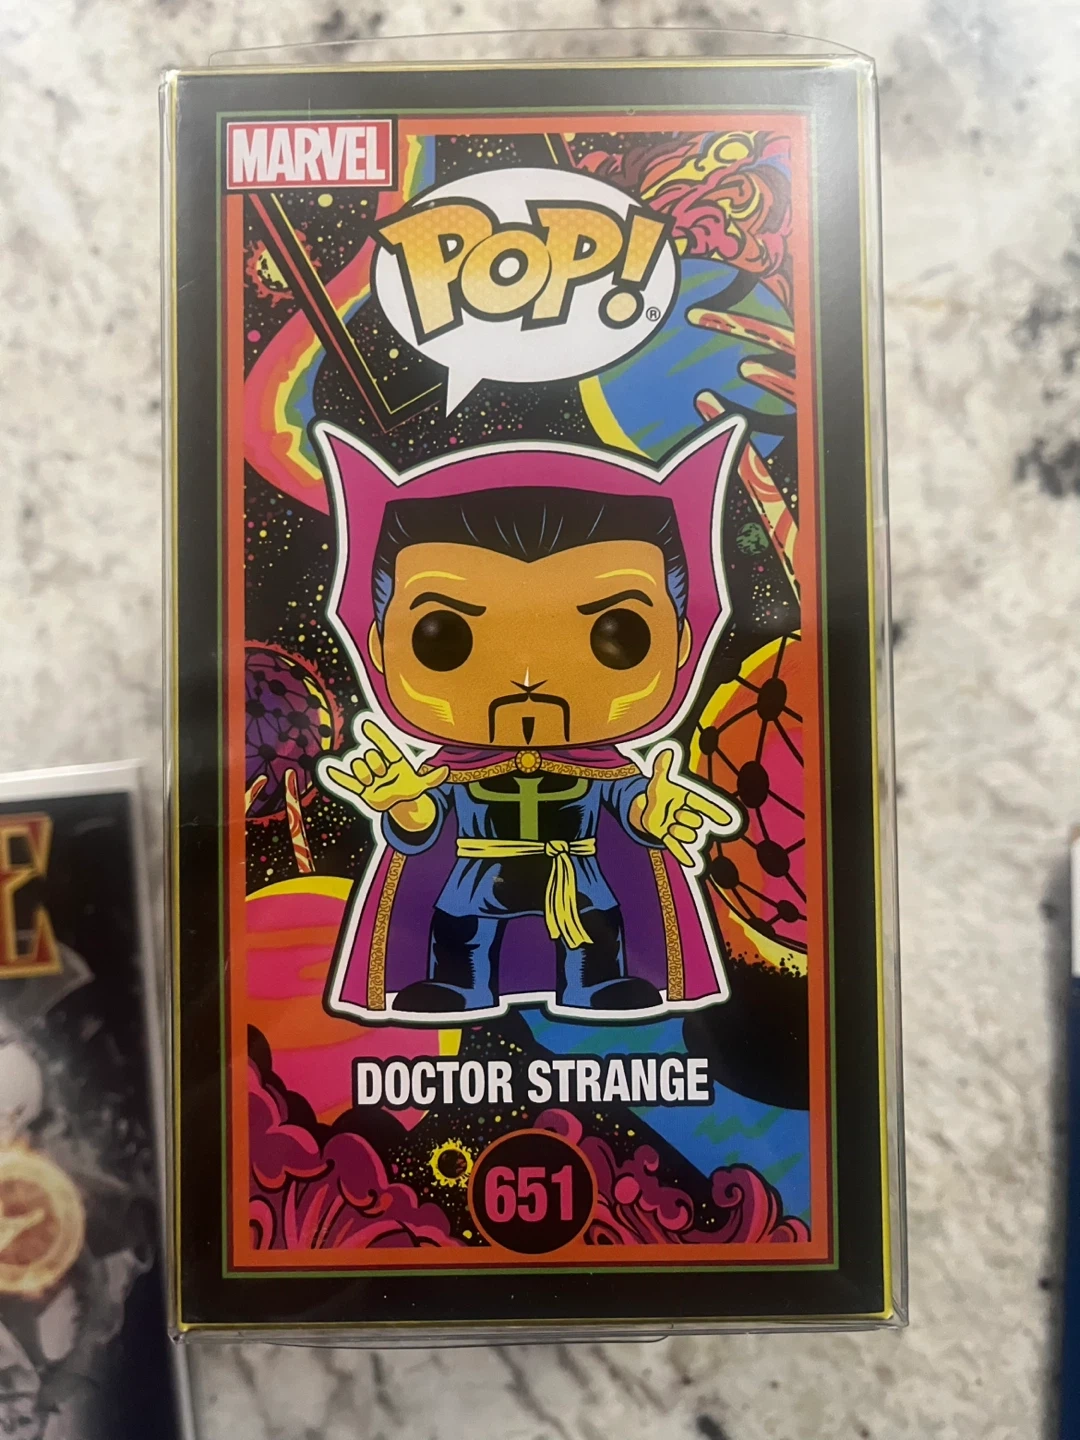 MARVEL
POP!®
DOCTOR STRANGE
651
E